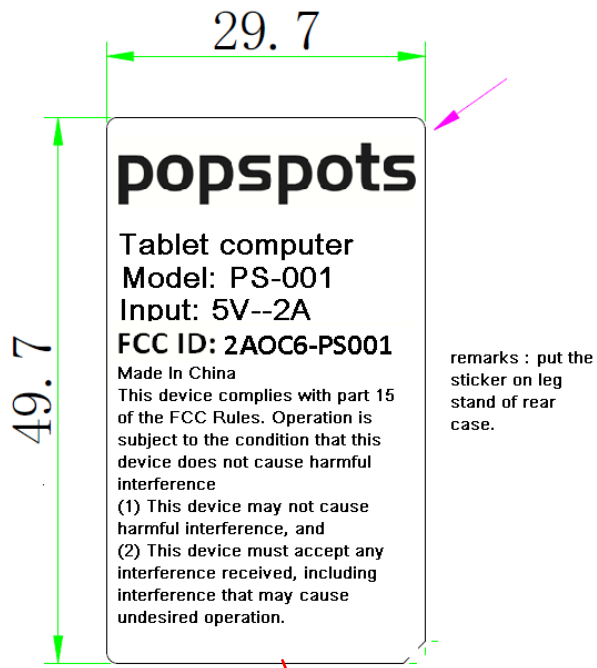 29.7
popspots
Tablet computer
Model: PS-001
Input: 5V--2A
FCC ID: 2AOC6-PS001
Made In China
This device complies with part 15
of the FCC Rules. Operation is
subject to the condition that this
device does not cause harmful
interference
(1) This device may not cause
harmful interference, and
(2) This device must accept any
interference received, including
interference that may cause
undesired operation.
49.7
remarks : put the
sticker on leg
stand of rear
case.